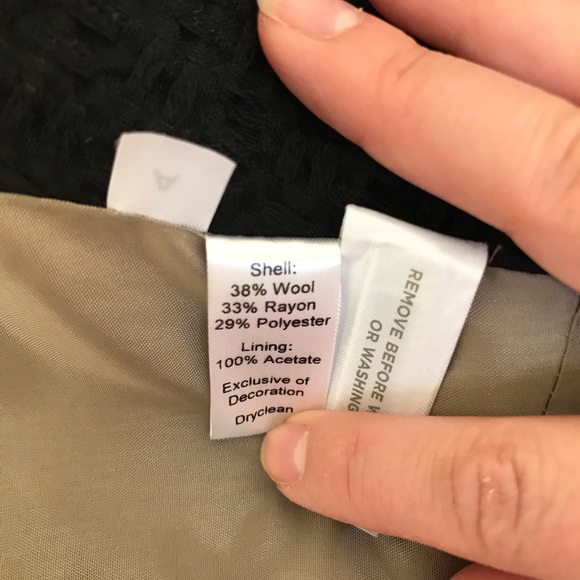 Shell:
38% Wool
33% Rayon
29% Polyester
Lining:
100% Acetate
Exclusive of
Decoration
Dryclean
REMOVE BEFORE
OR WASHING
A